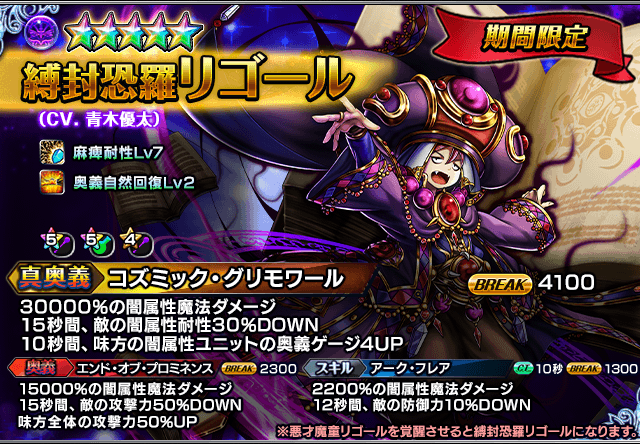 期間限定
縛封恐羅リゴール
(CV. 青木優太)
麻痺耐性Lv7
奥義自然回復Lv2
5 5 4
真奥義 コズミック・グリモワール BREAK 4100
30000%の闇属性魔法ダメージ
15秒間、敵の闇属性耐性30%DOWN
10秒間、味方の闇属性ユニットの奥義ゲージ4UP
奥義 エンド・オブ・プロミネンス BREAK 2300
15000%の闇属性魔法ダメージ
15秒間、敵の攻撃力50%DOWN
味方全体の攻撃力50%UP
スキル アーク・フレア C.T. 10秒 BREAK 1300
2200%の闇属性魔法ダメージ
12秒間、敵の防御力10%DOWN
※悪才魔童リゴールを覚醒させると縛封恐羅リゴールになります。